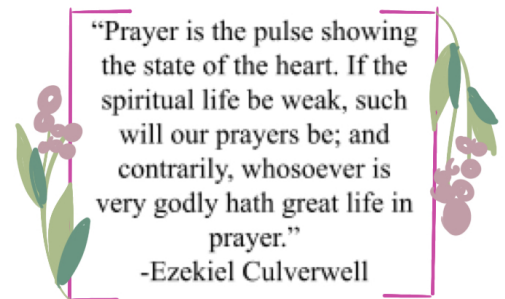 “Prayer is the pulse showing
the state of the heart. If the
spiritual life be weak, such
will our prayers be; and
contrarily, whosoever is
very godly hath great life in
prayer.”
-Ezekiel Culverwell